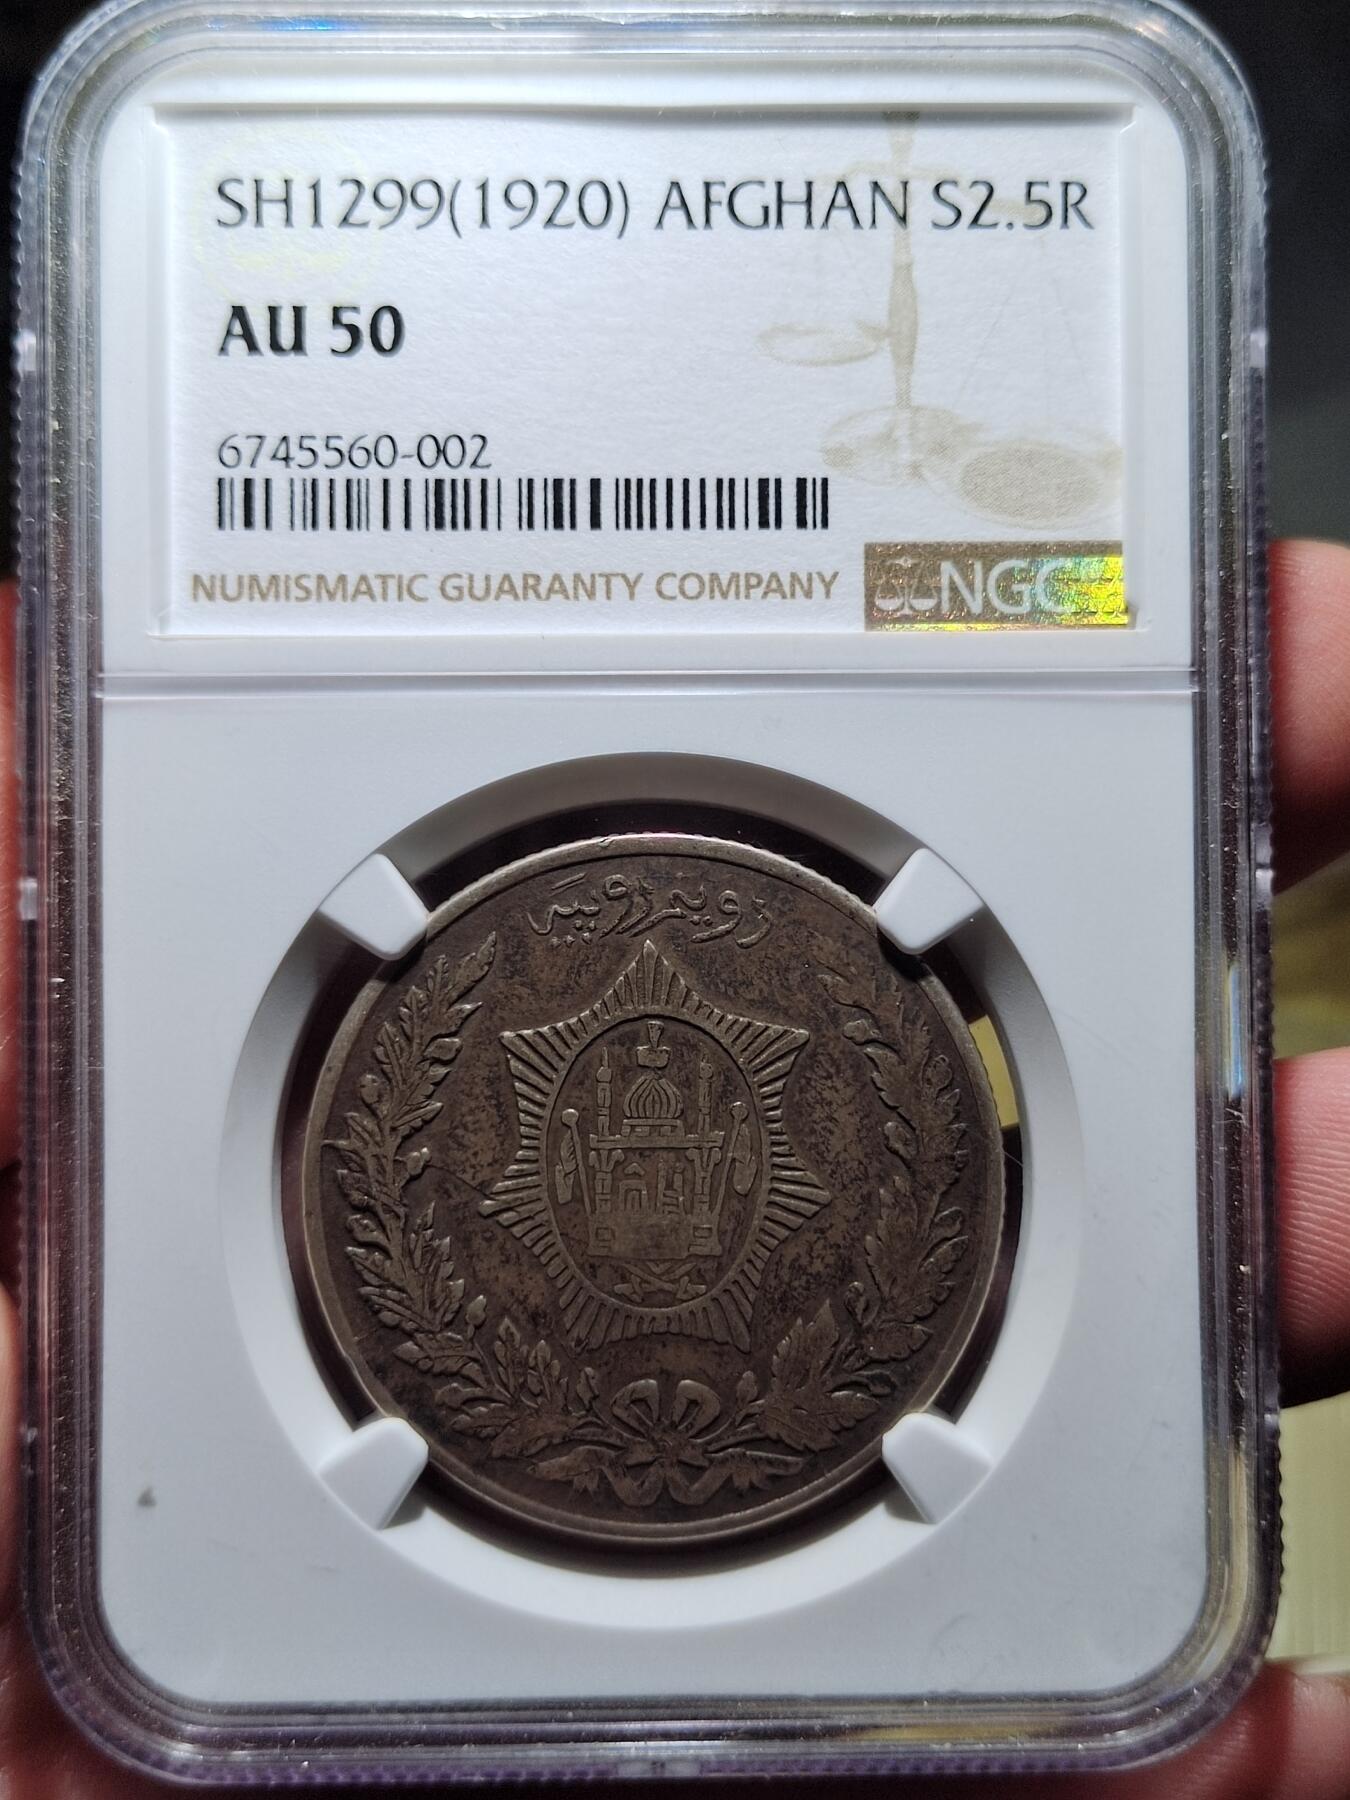 SH1299(1920) AFGHAN S2.5R
AU 50
6745560-002
NUMISMATIC GUARANTY COMPANY
NGC
دو نیم روپیه